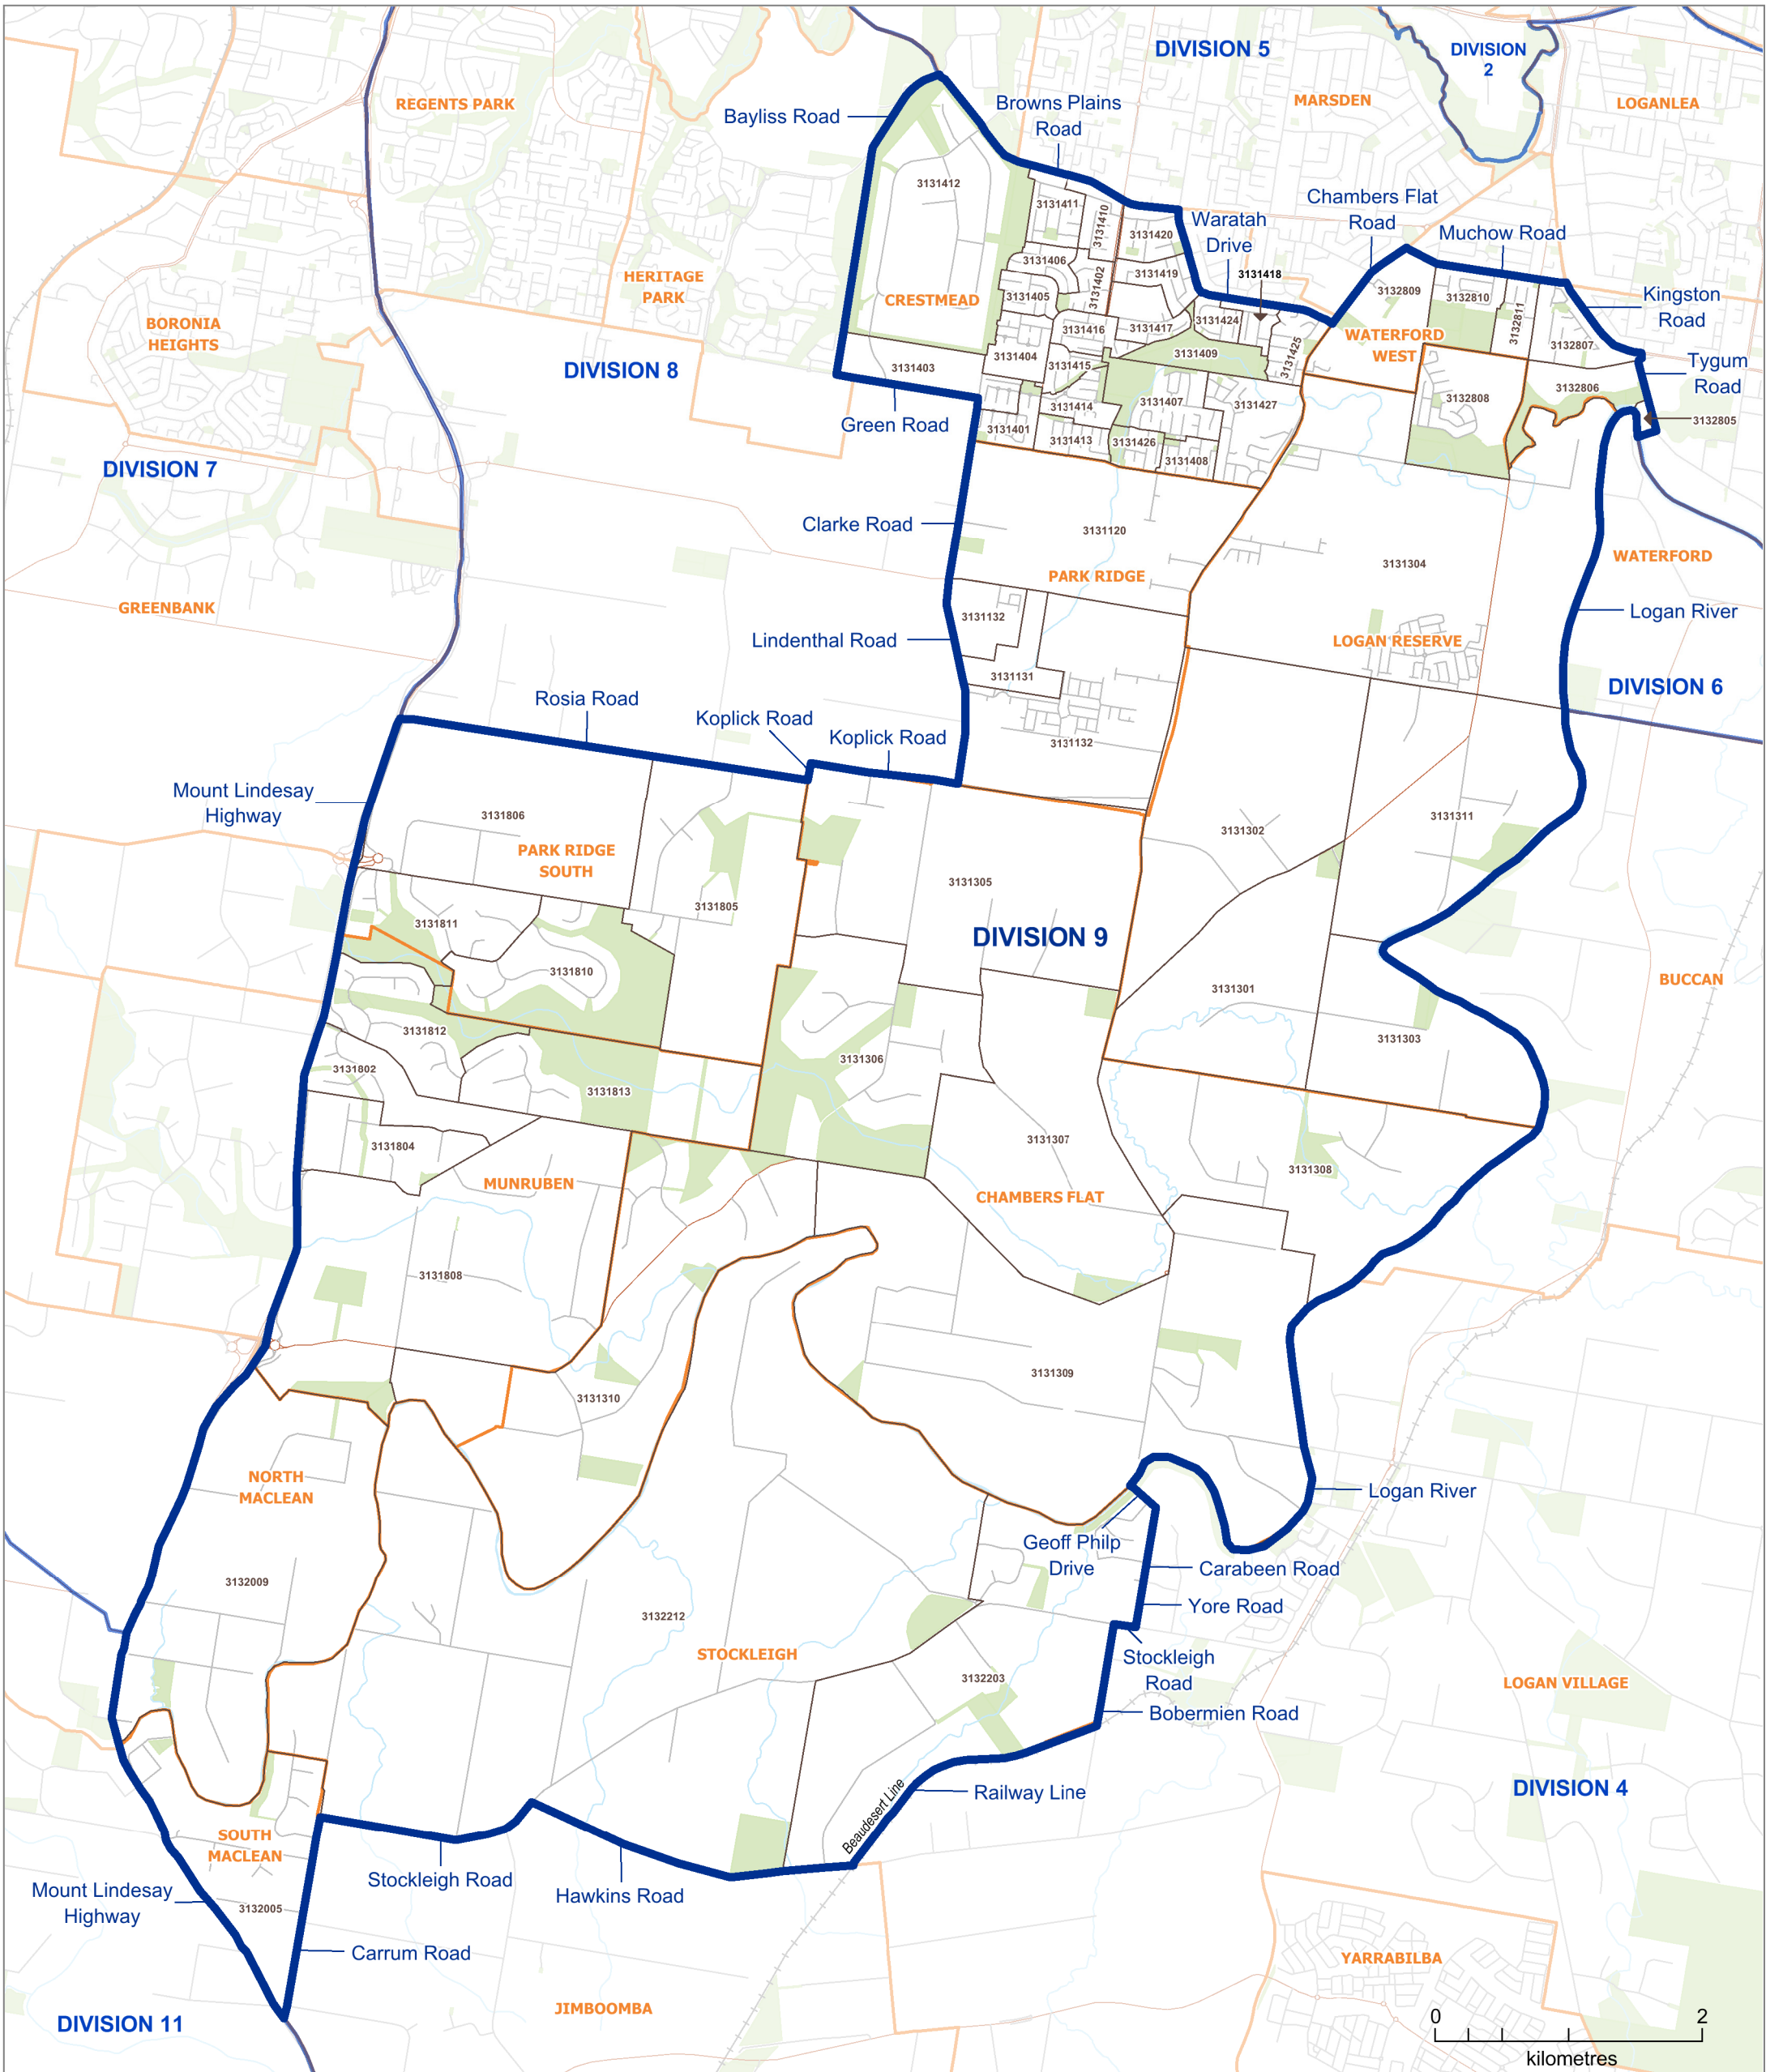 DIVISION 5
DIVISION
2
REGENTS PARK
MARSDEN
LOGANLEA
Bayliss Road
Browns Plains
Road
3131412
Chambers Flat
Road
3131411
3131410
Waratah
Drive
Muchow Road
3131420
3131406
3131419
3131418
HERITAGE
PARK
3131402
CRESTMEAD
3131405
3132809
3132810
3132811
Kingston
Road
BORONIA
HEIGHTS
3131416
3131417
3131424
WATERFORD
WEST
3132807
3131425
DIVISION 8
3131403
3131404
3131415
3131409
Tygum
Road
3132806
3131414
3131407
3131427
3132808
3132805
Green Road
3131401
3131413
3131426
3131408
DIVISION 7
Clarke Road
3131120
3131304
WATERFORD
PARK RIDGE
GREENBANK
3131132
Logan River
Lindenthal Road
LOGAN RESERVE
3131131
DIVISION 6
Rosia Road
Koplick Road
Koplick Road
3131132
Mount Lindesay
Highway
3131806
PARK RIDGE
SOUTH
3131302
3131311
3131305
3131805
3131811
DIVISION 9
3131810
BUCCAN
3131301
3131812
3131303
3131306
3131802
3131813
3131804
3131307
3131308
MUNRUBEN
CHAMBERS FLAT
3131808
3131309
3131310
NORTH
MACLEAN
Logan River
Geoff Philp
Drive
Carabeen Road
3132009
Yore Road
3132212
STOCKLEIGH
Stockleigh
Road
3132203
LOGAN VILLAGE
Bobermien Road
Railway Line
DIVISION 4
Beaudesert Line
SOUTH
MACLEAN
Stockleigh Road
Hawkins Road
Mount Lindesay
Highway
3132005
Carrum Road
YARRABILBA
JIMBOOMBA
DIVISION 11
0 2
kilometres